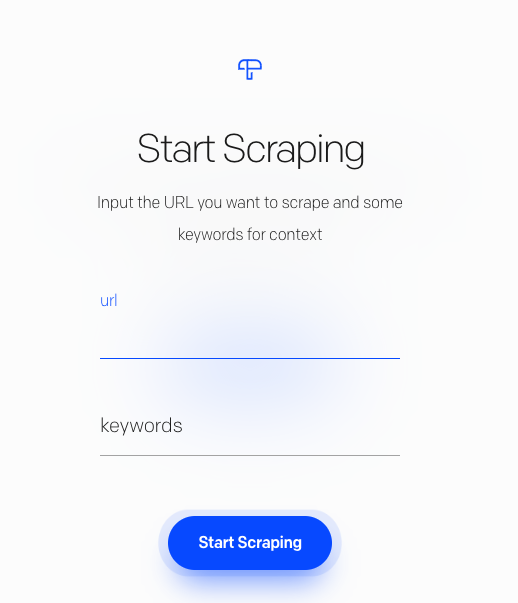 Start Scraping
Input the URL you want to scrape and some
keywords for context
url
keywords
Start Scraping